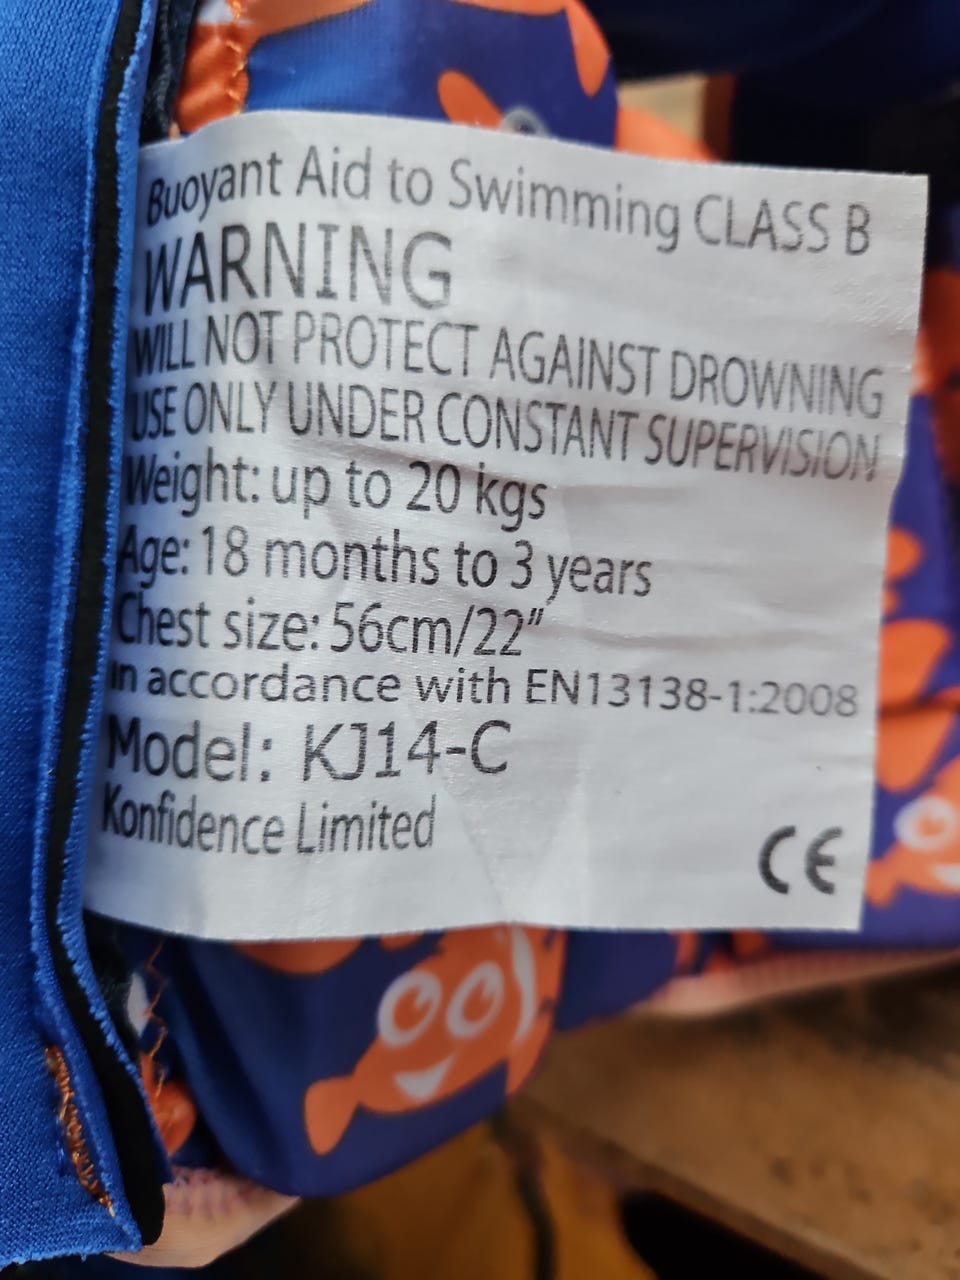 Buoyant Aid to Swimming CLASS B
WARNING
WILL NOT PROTECT AGAINST DROWNING
USE ONLY UNDER CONSTANT SUPERVISION
Weight: up to 20 kgs
Age: 18 months to 3 years
Chest size: 56cm/22"
in accordance with EN13138-1:2008
Model: KJ14-C
Konfidence Limited
CE